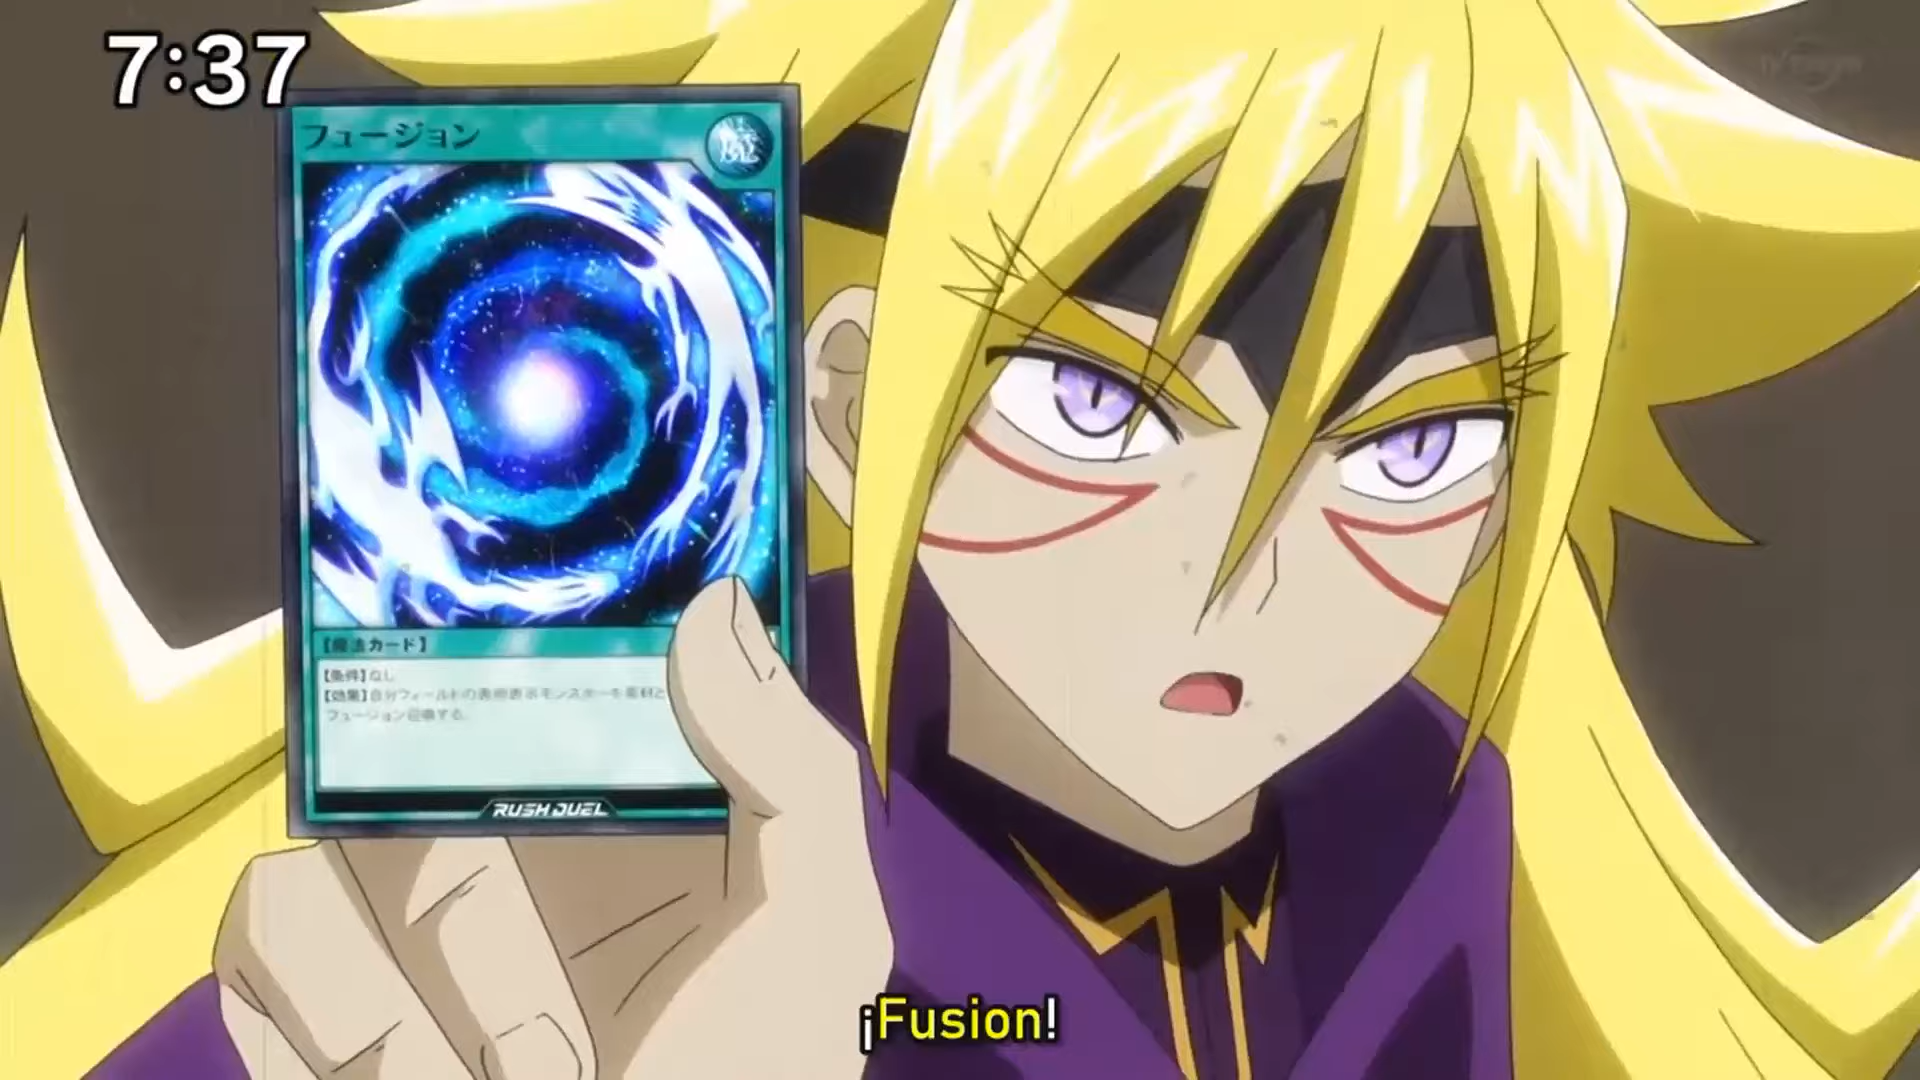 7:37
フュージョン
魔
【魔法カード】
【条件】なし
【効果】自分フィールドの表側表示モンスターを素材と
フュージョン召喚する。
RUSH DUEL
¡Fusion!